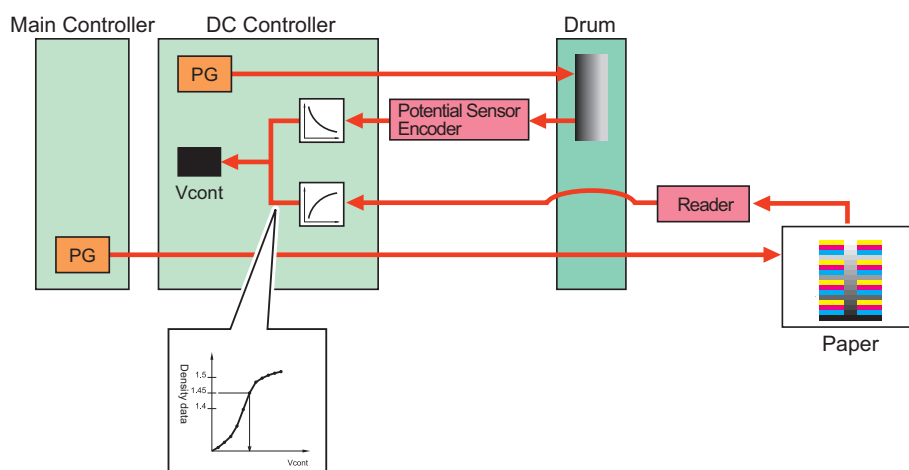 Main Controller
DC Controller
Drum
PG
Potential Sensor
Encoder
Vcont
Reader
PG
Paper
Density data
1.5
1.45
1.4
Vcont